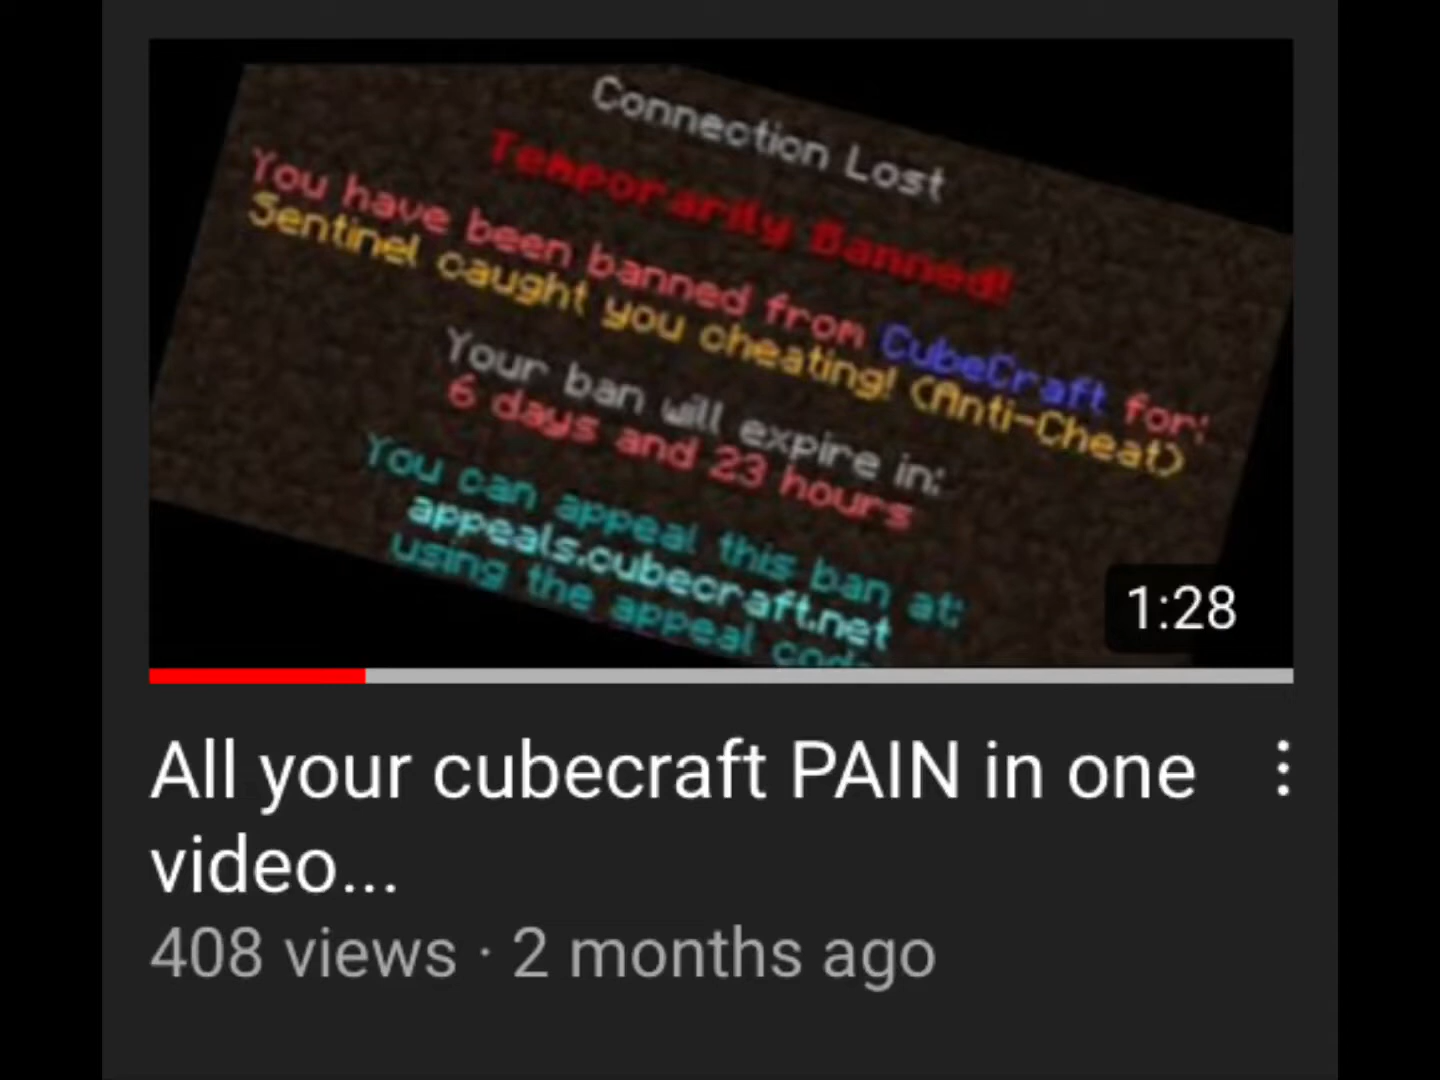 Connection Lost
Temporarily Banned!
You have been banned from CubeCraft for:
Sentinel caught you cheating! (Anti-Cheat)
Your ban will expire in:
6 days and 23 hours
You can appeal this ban at:
appeals.cubecraft.net
using the appeal code
1:28
All your cubecraft PAIN in one
video...
408 views · 2 months ago